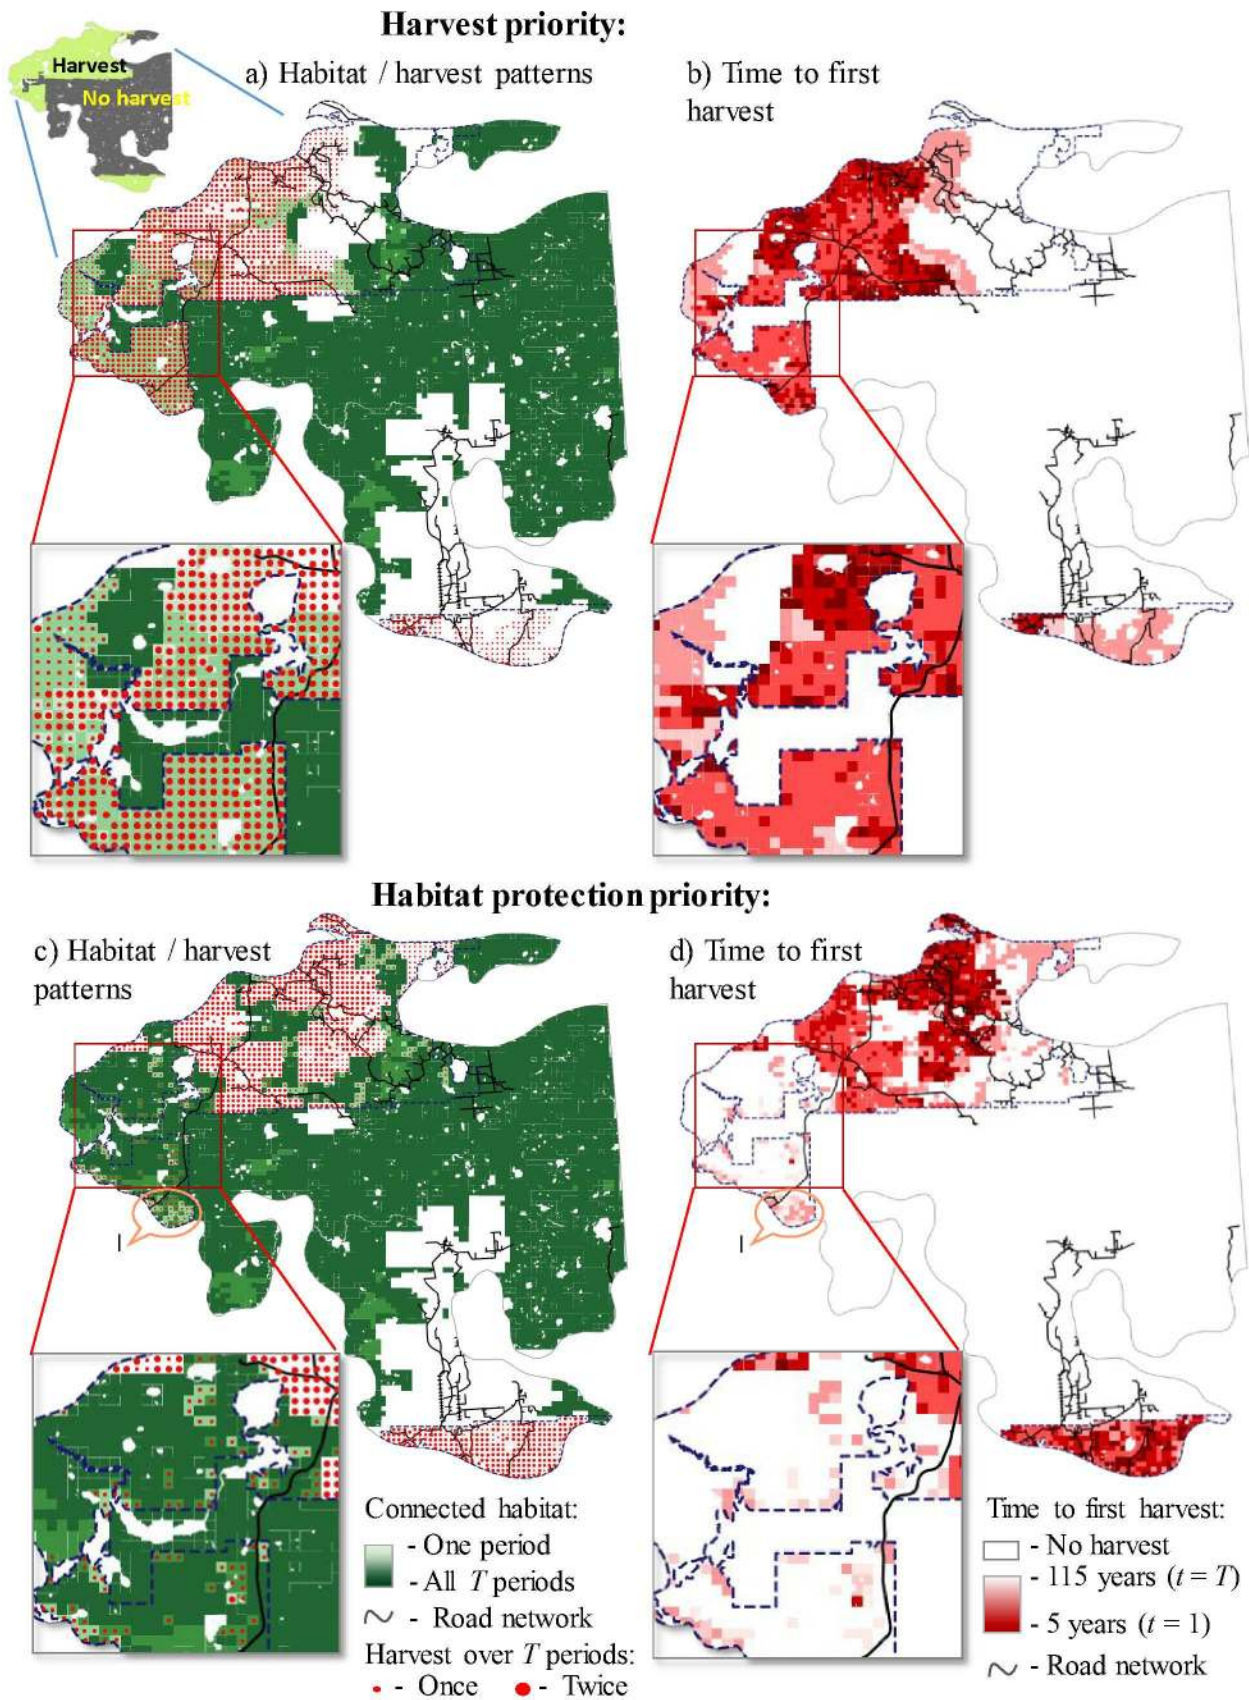 Harvest priority:
Harvest
No harvest
a) Habitat / harvest patterns
b) Time to first
harvest
Habitat protection priority:
c) Habitat / harvest
patterns
d) Time to first
harvest
I
I
Connected habitat:
- One period
- All T periods
- Road network
Harvest over T periods:
- Once
- Twice
Time to first harvest:
- No harvest
- 115 years (t = T)
- 5 years (t = 1)
- Road network